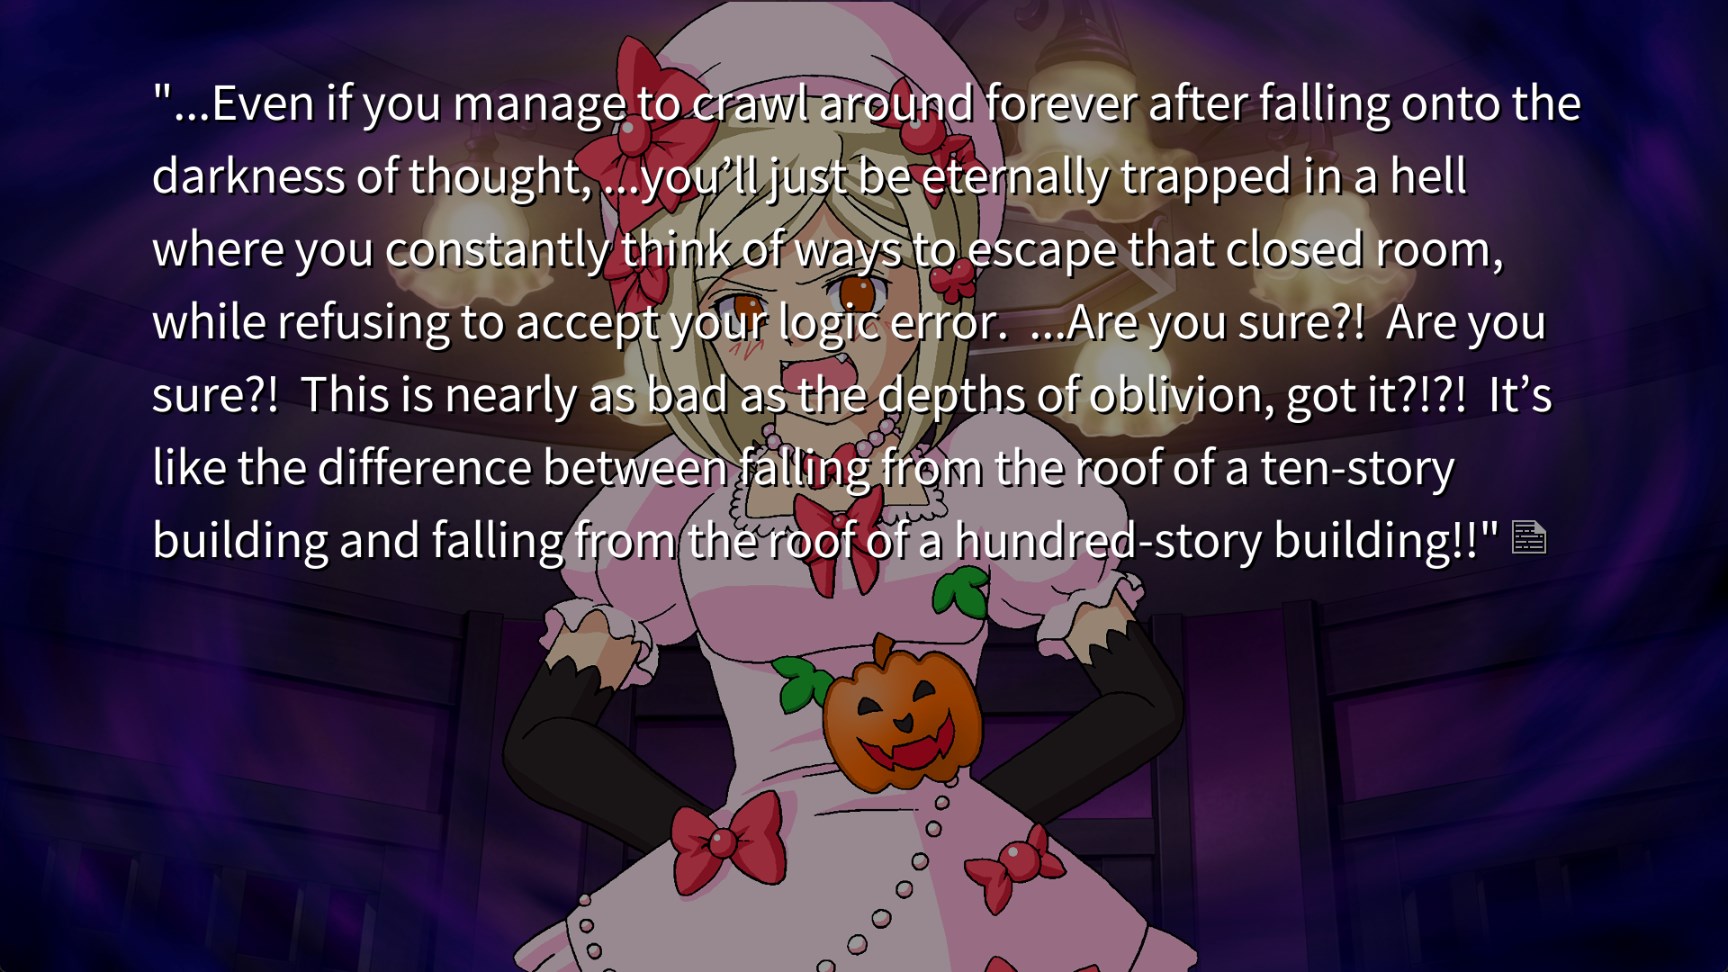 "...Even if you manage to crawl around forever after falling onto the
darkness of thought, ...you’ll just be eternally trapped in a hell
where you constantly think of ways to escape that closed room,
while refusing to accept your logic error.  ...Are you sure?!  Are you
sure?!  This is nearly as bad as the depths of oblivion, got it?!?!  It’s
like the difference between falling from the roof of a ten-story
building and falling from the roof of a hundred-story building!!"